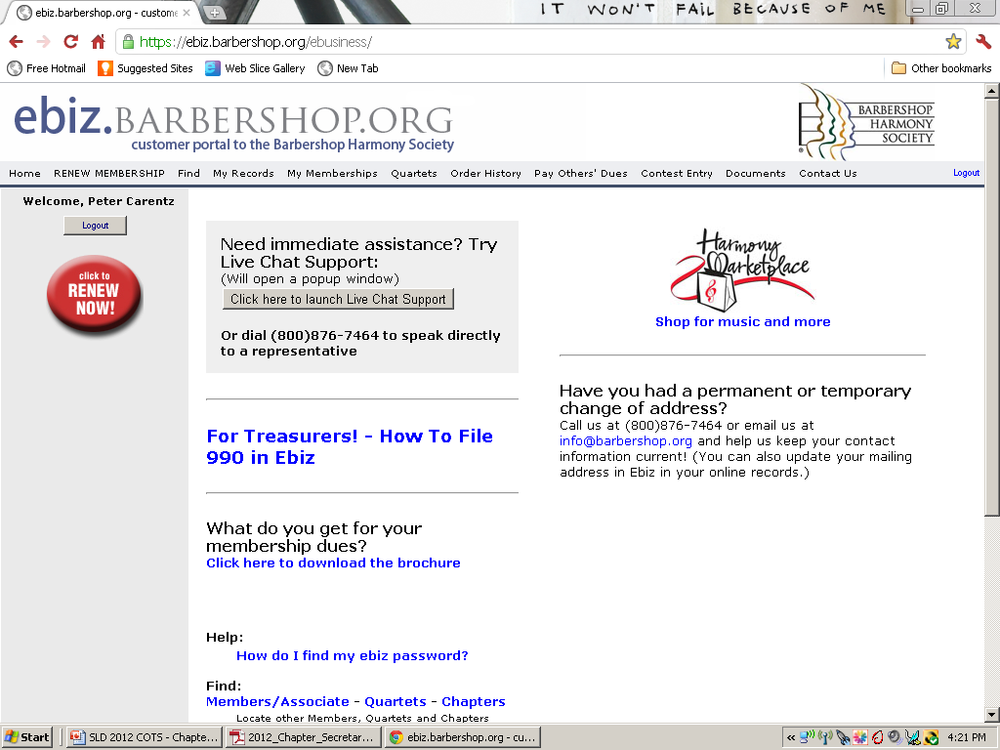 ebiz.barbershop.org - custome
IT WON'T FAIL BECAUSE OF ME
https://ebiz.barbershop.org/ebusiness/
Free Hotmail Suggested Sites Web Slice Gallery New Tab Other bookmarks
ebiz.BARBERSHOP.ORG
customer portal to the Barbershop Harmony Society
BARBERSHOP
HARMONY
SOCIETY
Home RENEW MEMBERSHIP Find My Records My Memberships Quartets Order History Pay Others' Dues Contest Entry Documents Contact Us Logout
Welcome, Peter Carentz
Logout
click to
RENEW
NOW!
Need immediate assistance? Try
Live Chat Support:
(Will open a popup window)
Click here to launch Live Chat Support
Or dial (800)876-7464 to speak directly
to a representative
For Treasurers! - How To File
990 in Ebiz
What do you get for your
membership dues?
Click here to download the brochure
Help:
How do I find my ebiz password?
Find:
Members/Associate - Quartets - Chapters
Locate other Members, Quartets and Chapters
Harmony
Marketplace
Shop for music and more
Have you had a permanent or temporary
change of address?
Call us at (800)876-7464 or email us at
info@barbershop.org and help us keep your contact
information current! (You can also update your mailing
address in Ebiz in your online records.)
Start SLD 2012 COTS - Chapte... 2012_Chapter_Secretar... ebiz.barbershop.org - cu... 4:21 PM